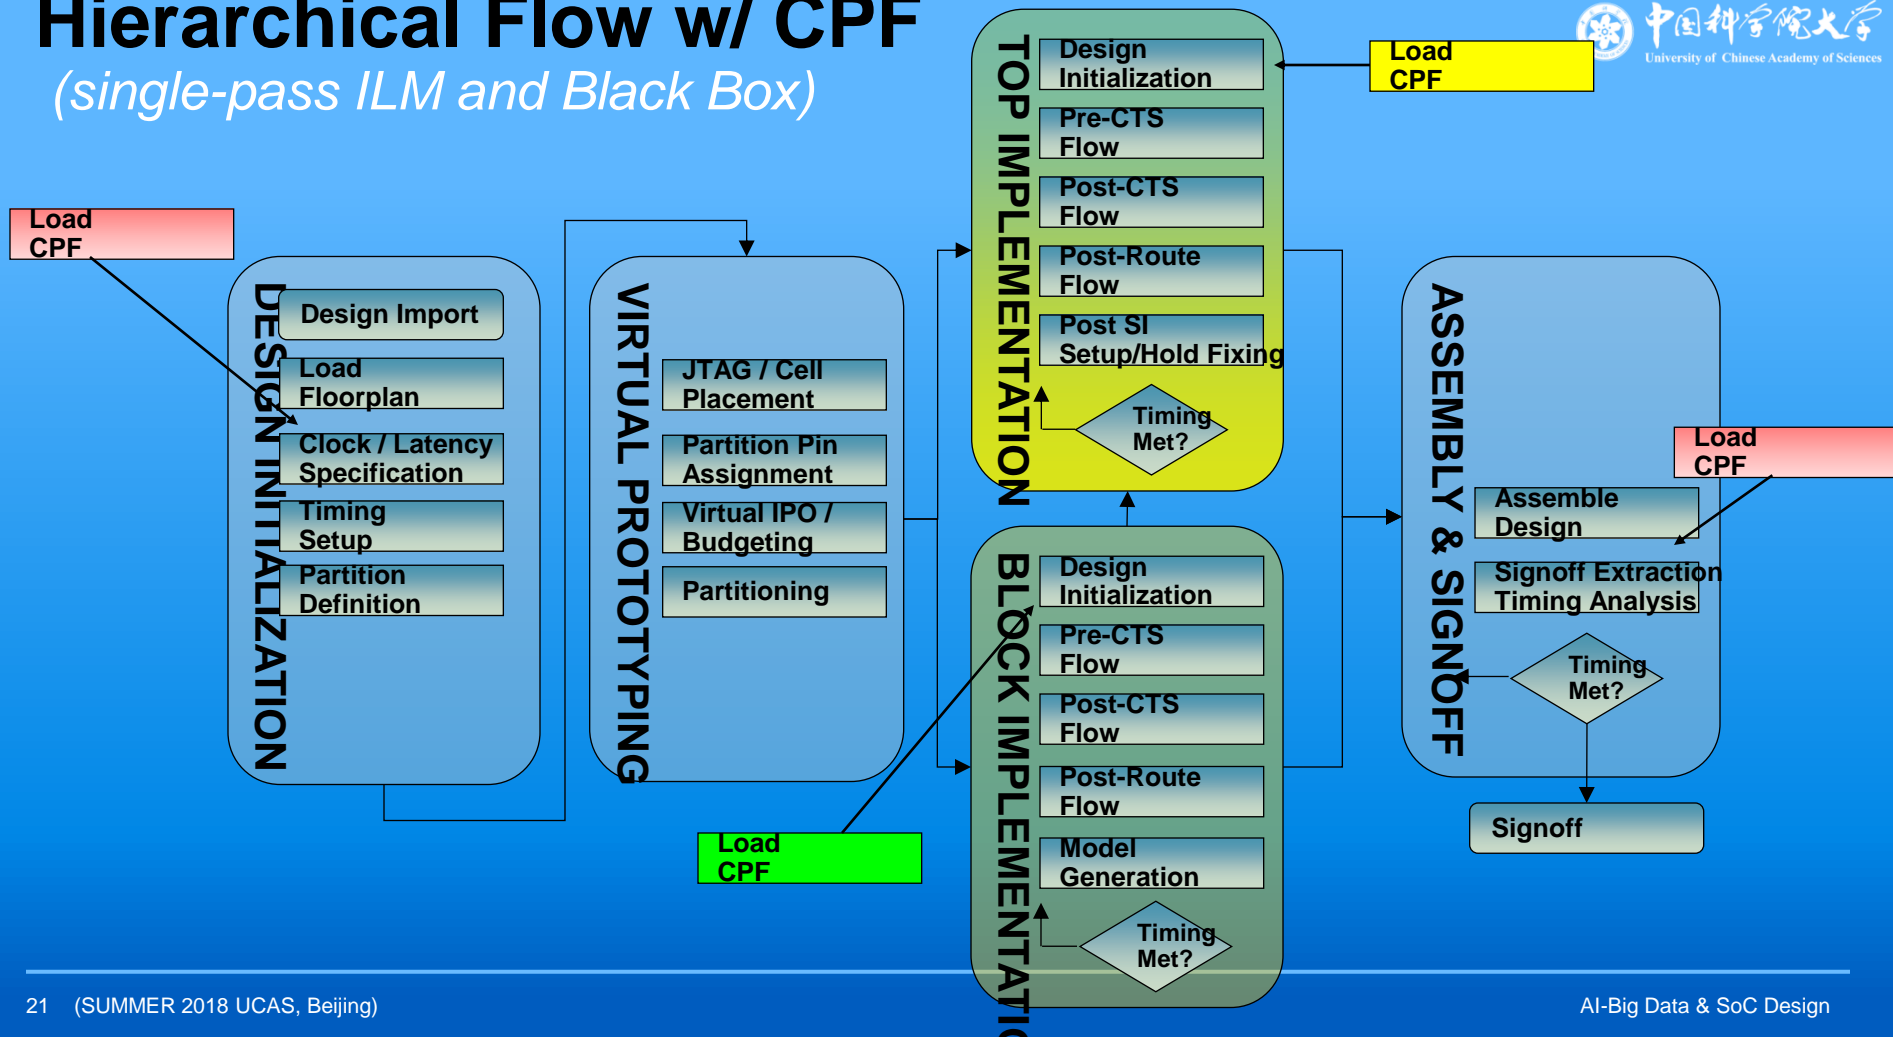 Hierarchical Flow w/ CPF
(single-pass ILM and Black Box)
中国科学院大学
University of Chinese Academy of Sciences
Load
CPF
DESIGN INITIALIZATION
Design Import
Load
Floorplan
Clock / Latency
Specification
Timing
Setup
Partition
Definition
VIRTUAL PROTOTYPING
JTAG / Cell
Placement
Partition Pin
Assignment
Virtual IPO /
Budgeting
Partitioning
TOP IMPLEMENTATION
Design
Initialization
Pre-CTS
Flow
Post-CTS
Flow
Post-Route
Flow
Post SI
Setup/Hold Fixing
Timing
Met?
Load
CPF
BLOCK IMPLEMENTATIO
Design
Initialization
Pre-CTS
Flow
Post-CTS
Flow
Post-Route
Flow
Model
Generation
Timing
Met?
Load
CPF
ASSEMBLY & SIGNOFF
Load
CPF
Assemble
Design
Signoff Extraction
Timing Analysis
Timing
Met?
Signoff
21 (SUMMER 2018 UCAS, Beijing)
AI-Big Data & SoC Design